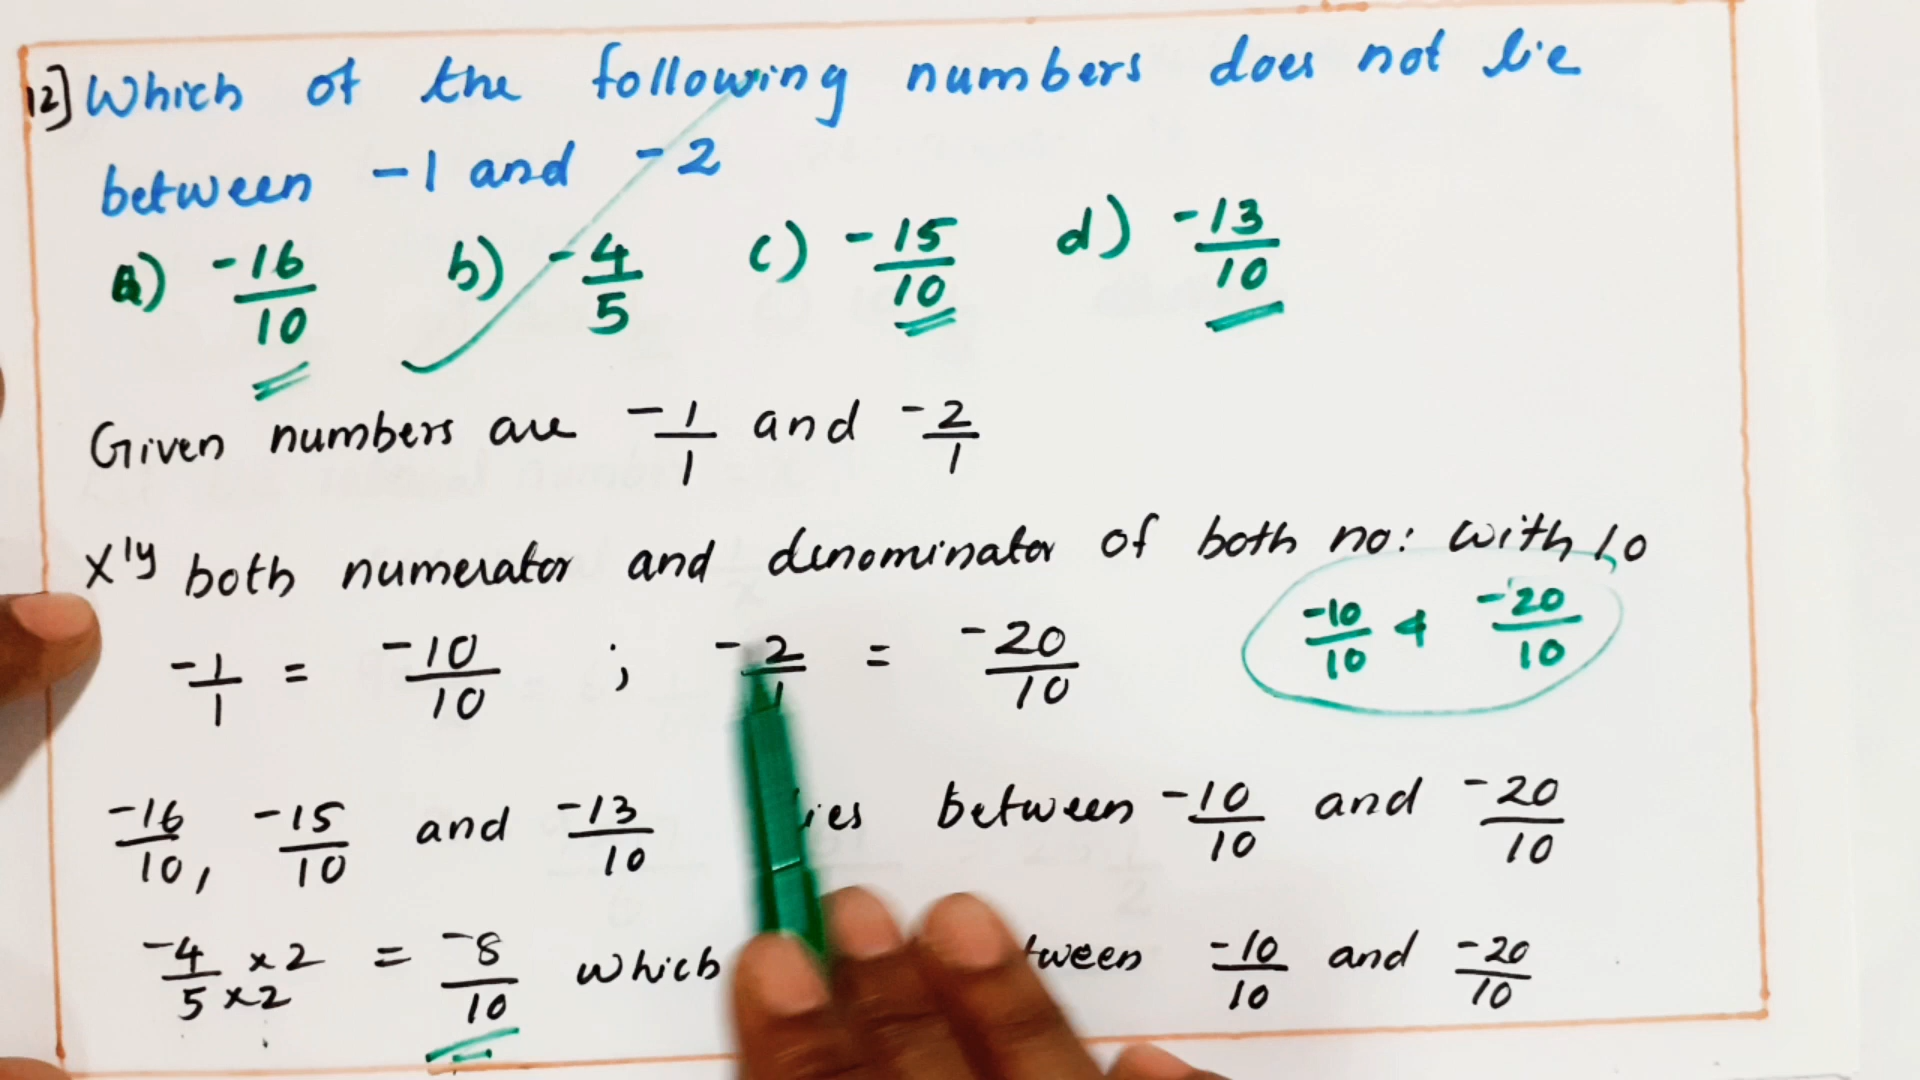 12] Which of the following numbers does not lie
between -1 and -2
a) -16/10 b) -4/5 c) -15/10 d) -13/10
Given numbers are -1/1 and -2/1
X^ly both numerator and denominator of both no: with 10
-1/1 = -10/10 ; -2/1 = -20/10
-10/10 & -20/10
-16/10, -15/10 and -13/10 between -10/10 and -20/10
-4×2/5×2 = -8/10 which -10/10 and -20/10